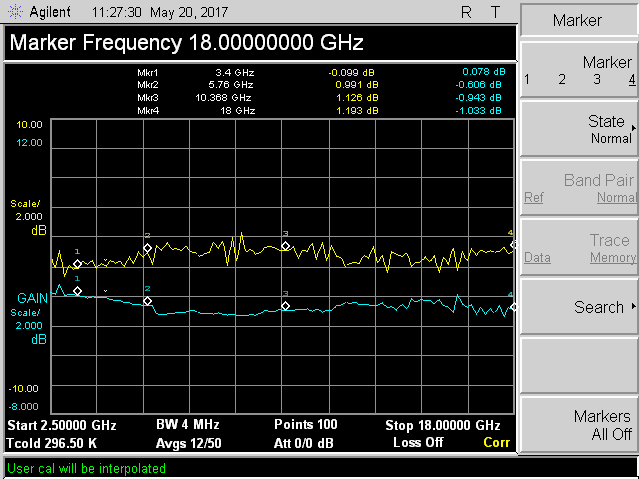 Agilent 11:27:30 May 20, 2017 R T
Marker
Marker Frequency 18.00000000 GHz
Mkr1 3.4 GHz -0.099 dB 0.078 dB
Mkr2 5.76 GHz 0.991 dB -0.606 dB
Mkr3 10.368 GHz 1.126 dB -0.943 dB
Mkr4 18 GHz 1.193 dB -1.033 dB
Marker
1 2 3 4
10.00
12.00
State
Normal
Band Pair
Ref Normal
Scale/
2.000
dB
1 2 3 4
Trace
Data Memory
GAIN
Scale/
2.000
dB
1 2 3 4
Search
-10.00
-8.000
Markers
All Off
Start 2.50000 GHz BW 4 MHz Points 100 Stop 18.00000 GHz
Tcold 296.50 K Avgs 12/50 Att 0/0 dB Loss Off Corr
User cal will be interpolated